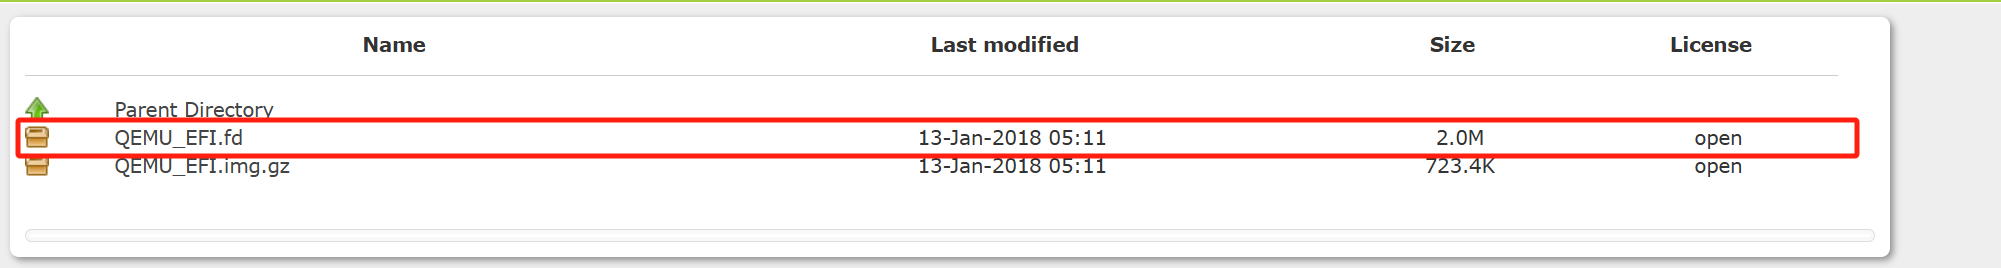 Name Last modified Size License
Parent Directory
QEMU_EFI.fd 13-Jan-2018 05:11 2.0M open
QEMU_EFI.img.gz 13-Jan-2018 05:11 723.4K open